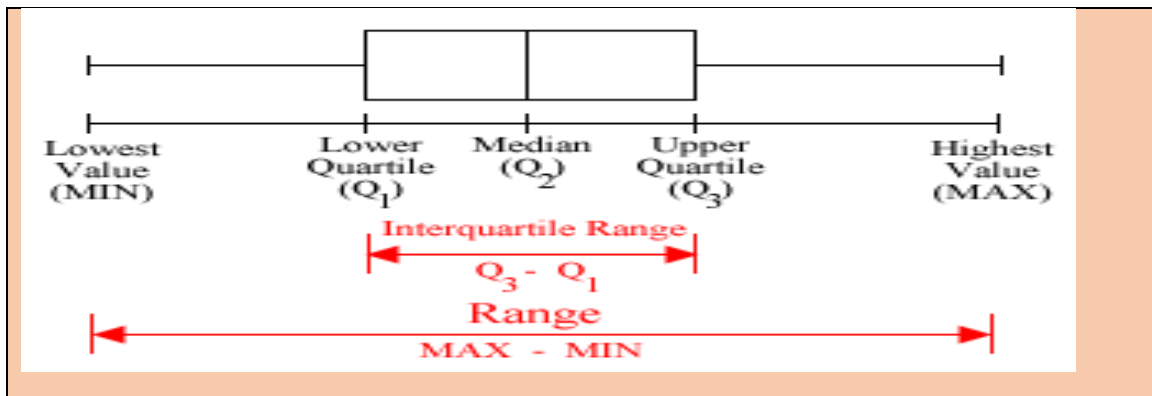 Lowest
Value
(MIN)
Lower
Quartile
(Q1)
Median
(Q2)
Upper
Quartile
(Q3)
Highest
Value
(MAX)
Interquartile Range
Q3 - Q1
Range
MAX - MIN